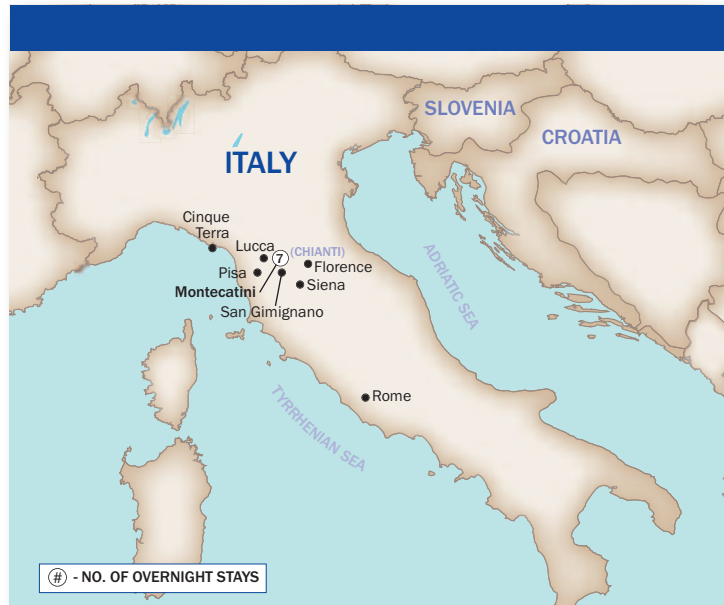 SLOVENIA
CROATIA
ITALY
Cinque
Terra
Lucca
7
(CHIANTI)
Florence
Pisa
Siena
Montecatini
San Gimignano
ADRIATIC SEA
Rome
TYRRHENIAN SEA
# - NO. OF OVERNIGHT STAYS